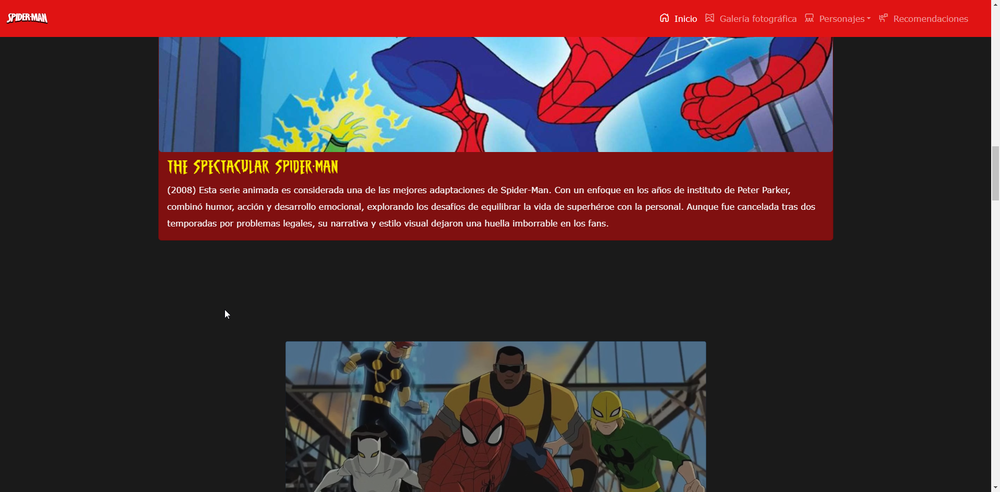 SPIDER-MAN
Inicio Galería fotográfica Personajes Recomendaciones
THE SPECTACULAR SPIDER-MAN
(2008) Esta serie animada es considerada una de las mejores adaptaciones de Spider-Man. Con un enfoque en los años de instituto de Peter Parker,
combinó humor, acción y desarrollo emocional, explorando los desafíos de equilibrar la vida de superhéroe con la personal. Aunque fue cancelada tras dos
temporadas por problemas legales, su narrativa y estilo visual dejaron una huella imborrable en los fans.